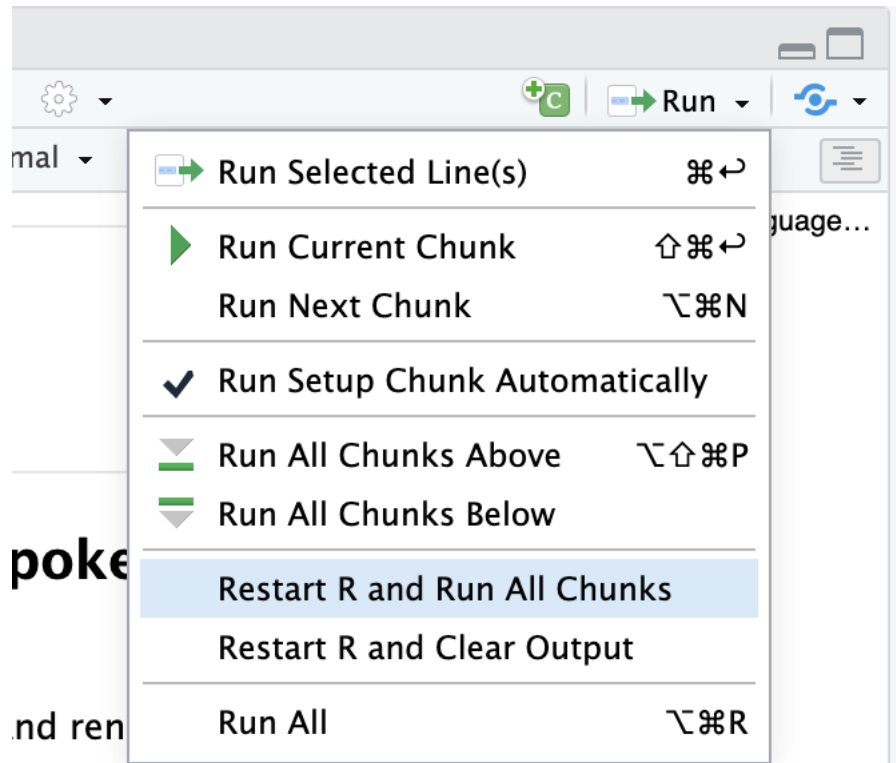 C Run
mal
Run Selected Line(s) ⌘↩
guage...
Run Current Chunk ⇧⌘↩
Run Next Chunk ⌥⌘N
Run Setup Chunk Automatically
Run All Chunks Above ⌥⇧⌘P
Run All Chunks Below
poke
Restart R and Run All Chunks
Restart R and Clear Output
nd ren
Run All ⌥⌘R